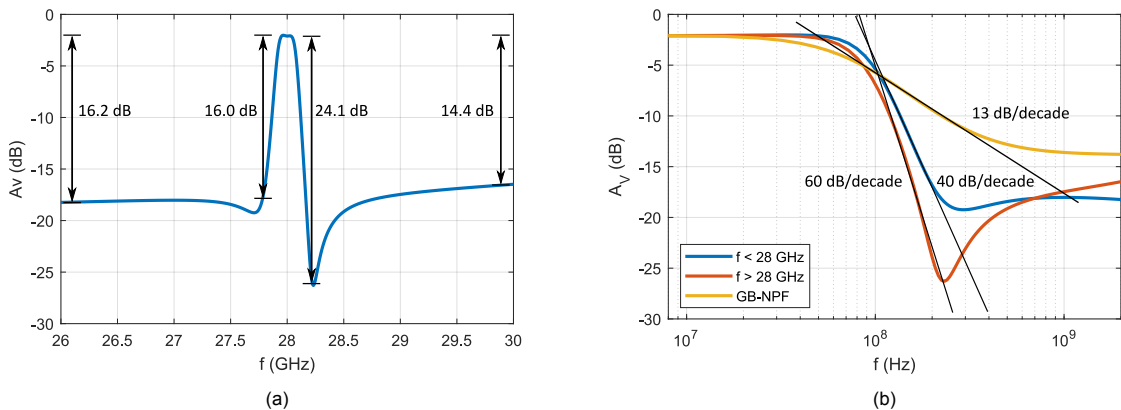 0
-5
-10
-15
-20
-25
-30
Av (dB)
16.2 dB
16.0 dB
24.1 dB
14.4 dB
26
26.5
27
27.5
28
28.5
29
29.5
30
f (GHz)
(a)
0
-5
-10
-15
-20
-25
-30
A_V (dB)
13 dB/decade
60 dB/decade
40 dB/decade
f < 28 GHz
f > 28 GHz
GB-NPF
10^7
10^8
10^9
f (Hz)
(b)